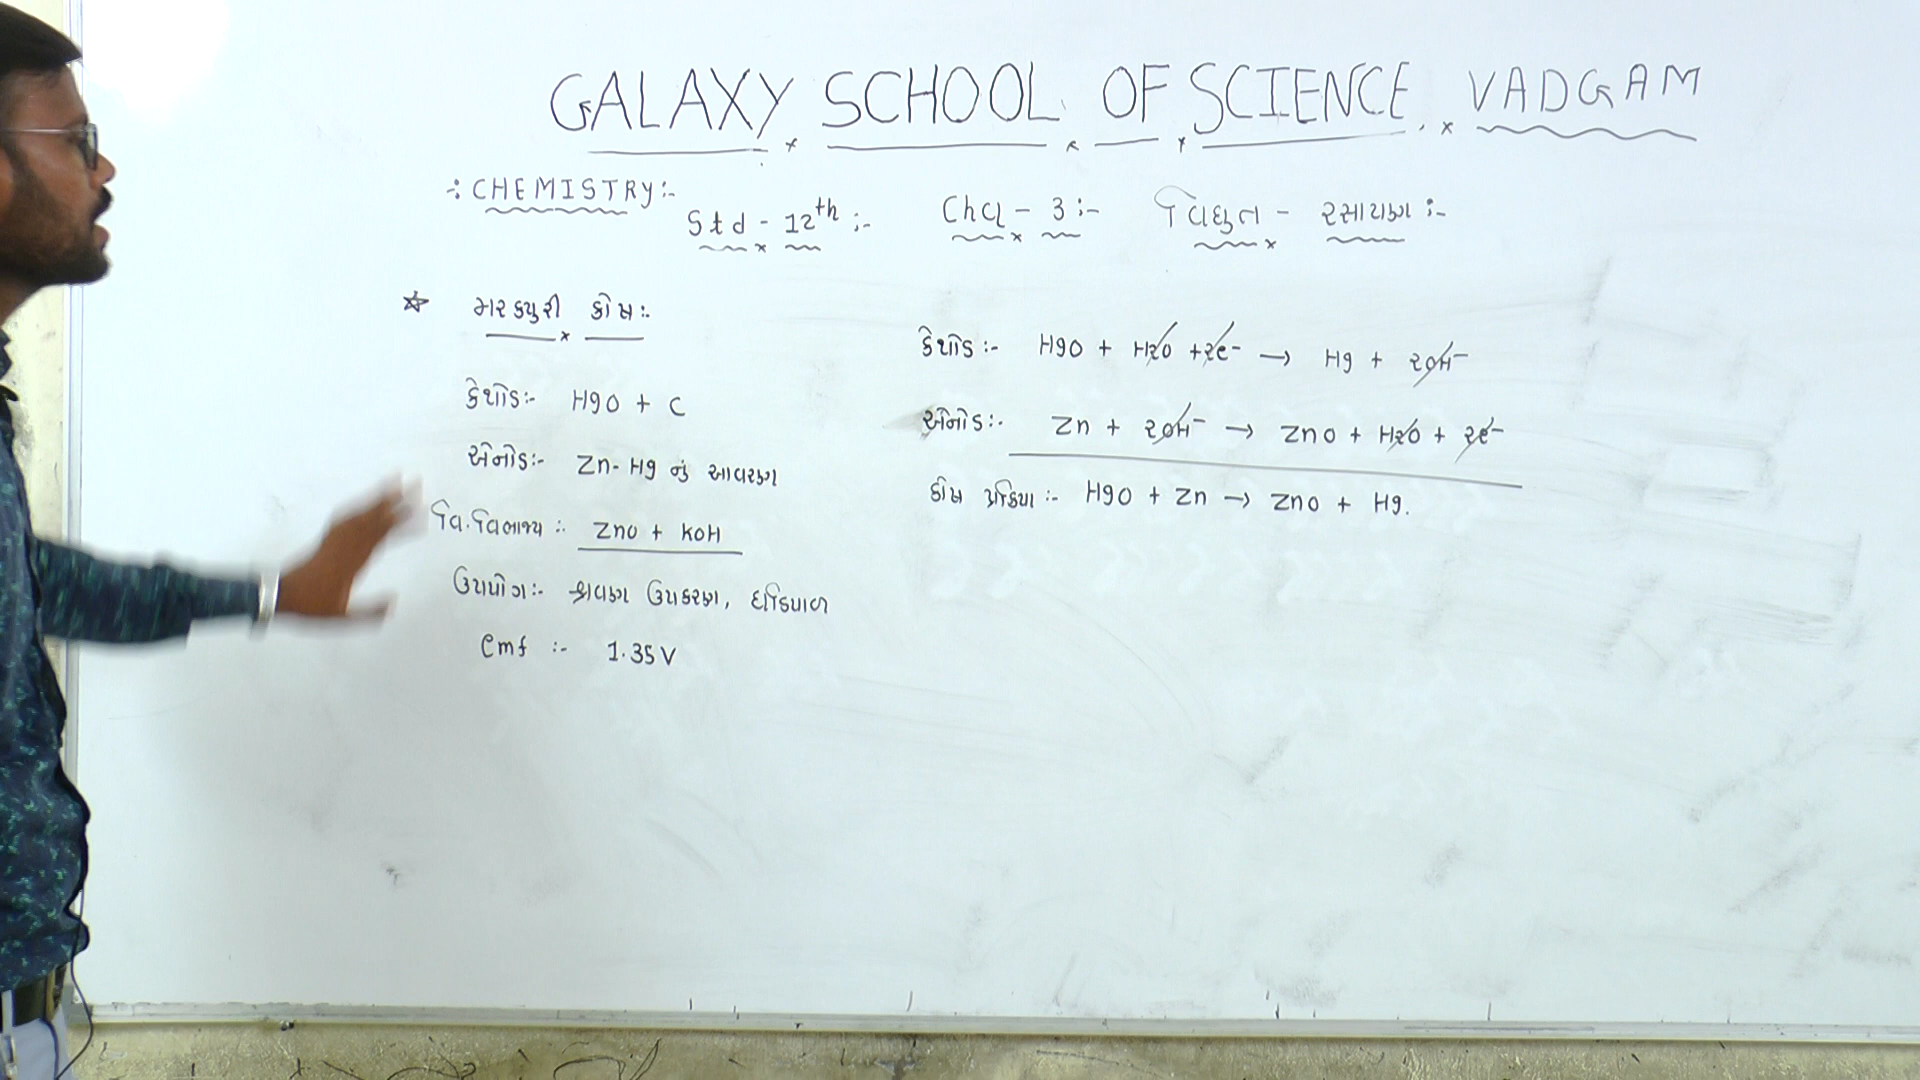 GALAXY SCHOOL OF SCIENCE, VADGAM
-: CHEMISTRY:-
Std - 12th :-
Ch - 3 :- વિદ્યુત - રસાયણ :-
☆ મરક્યુરી કોષ:-
કેથોડ:- HgO + C
એનોડ:- Zn-Hg નું આવરણ
વિ.વિભાજ્ય :- ZnO + KOH
ઉપયોગ:- શ્રવણ ઉપકરણ, ઘડિયાળ
emf :- 1.35 V
કેથોડ :- HgO + H2O + 2e- → Hg + 2OH-
એનોડ:- Zn + 2OH- → ZnO + H2O + 2e-
કોષ પ્રક્રિયા :- HgO + Zn → ZnO + Hg.